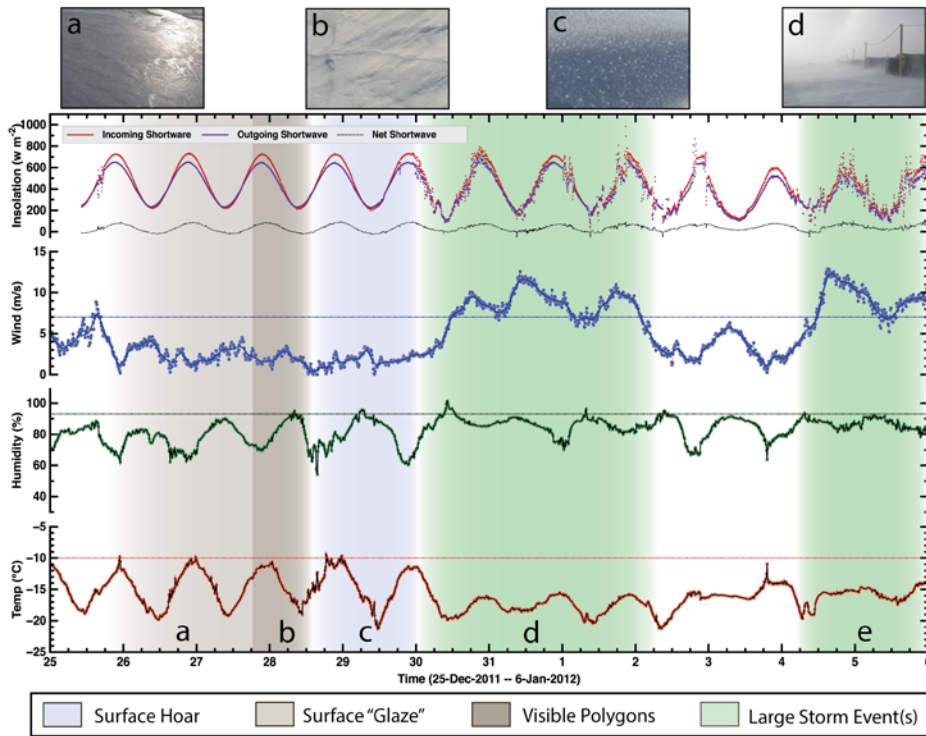 a
b
c
d
Incoming Shortware
Outgoing Shortwave
Net Shortwave
Insolation (w m⁻²)
1000
800
600
400
200
0
Wind (m/s)
15
10
5
0
Humidity (%)
100
80
60
40
Temp (°C)
−5
−10
−15
−20
−25
a
b
c
d
e
25
26
27
28
29
30
31
1
2
3
4
5
Time (25-Dec-2011 -- 6-Jan-2012)
Surface Hoar
Surface "Glaze"
Visible Polygons
Large Storm Event(s)